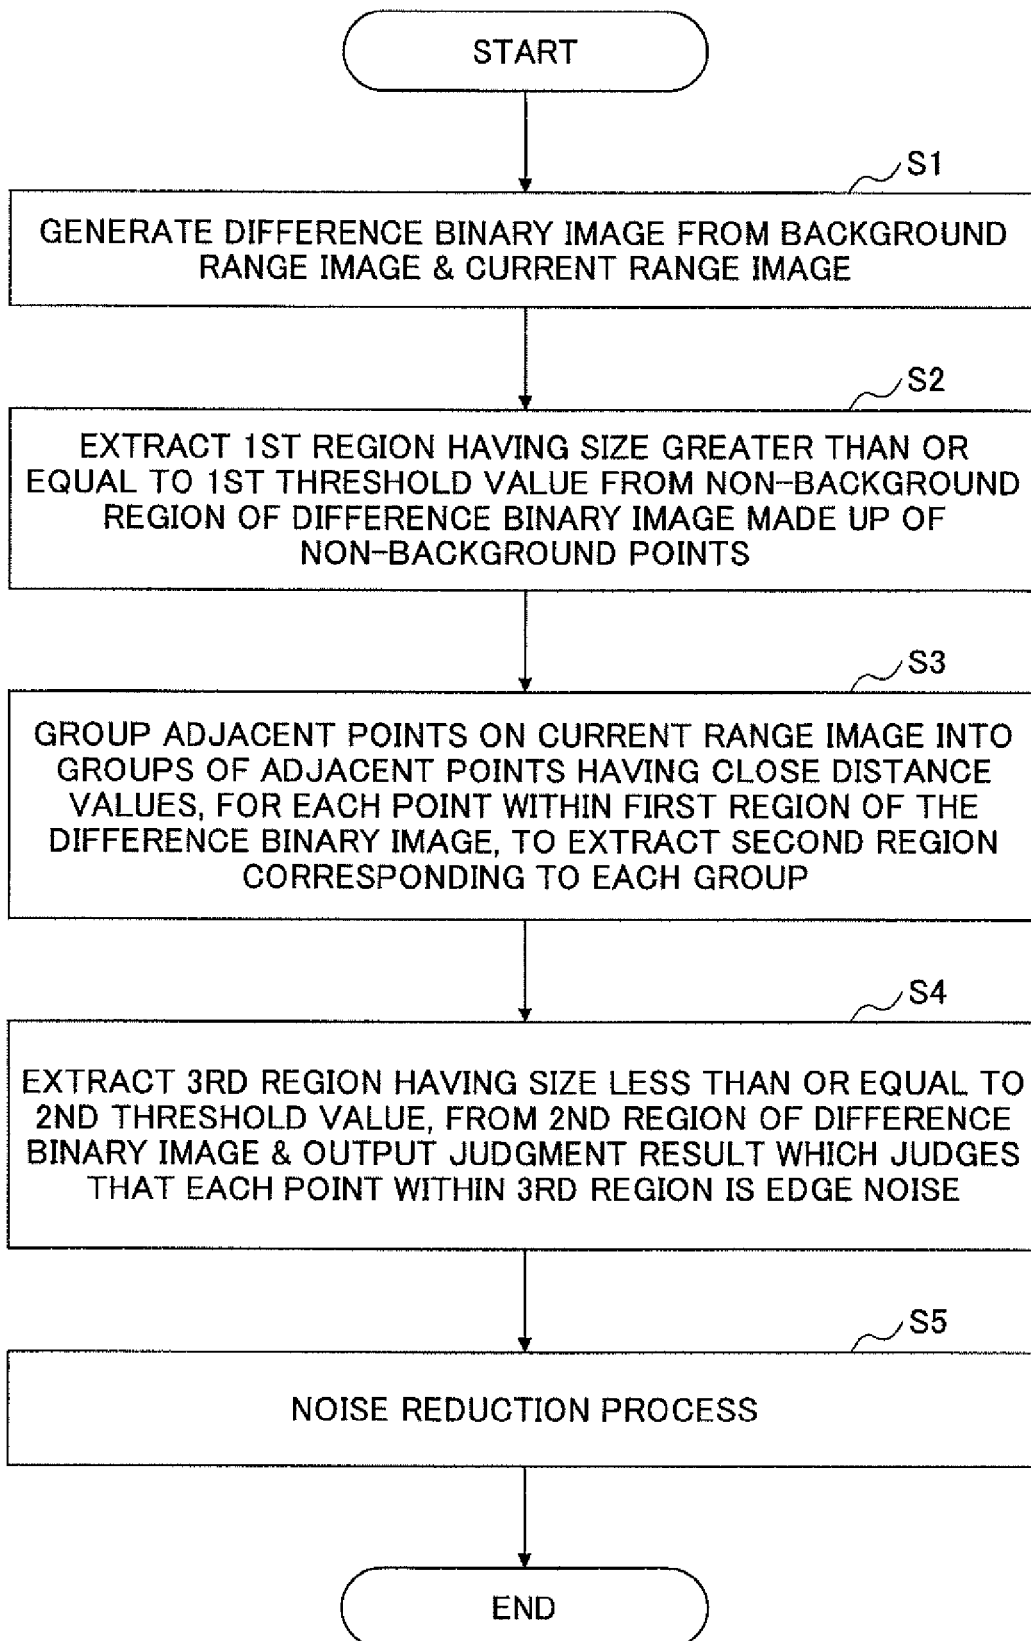 START
S1
GENERATE DIFFERENCE BINARY IMAGE FROM BACKGROUND
RANGE IMAGE & CURRENT RANGE IMAGE
S2
EXTRACT 1ST REGION HAVING SIZE GREATER THAN OR
EQUAL TO 1ST THRESHOLD VALUE FROM NON-BACKGROUND
REGION OF DIFFERENCE BINARY IMAGE MADE UP OF
NON-BACKGROUND POINTS
S3
GROUP ADJACENT POINTS ON CURRENT RANGE IMAGE INTO
GROUPS OF ADJACENT POINTS HAVING CLOSE DISTANCE
VALUES, FOR EACH POINT WITHIN FIRST REGION OF THE
DIFFERENCE BINARY IMAGE, TO EXTRACT SECOND REGION
CORRESPONDING TO EACH GROUP
S4
EXTRACT 3RD REGION HAVING SIZE LESS THAN OR EQUAL TO
2ND THRESHOLD VALUE, FROM 2ND REGION OF DIFFERENCE
BINARY IMAGE & OUTPUT JUDGMENT RESULT WHICH JUDGES
THAT EACH POINT WITHIN 3RD REGION IS EDGE NOISE
S5
NOISE REDUCTION PROCESS
END